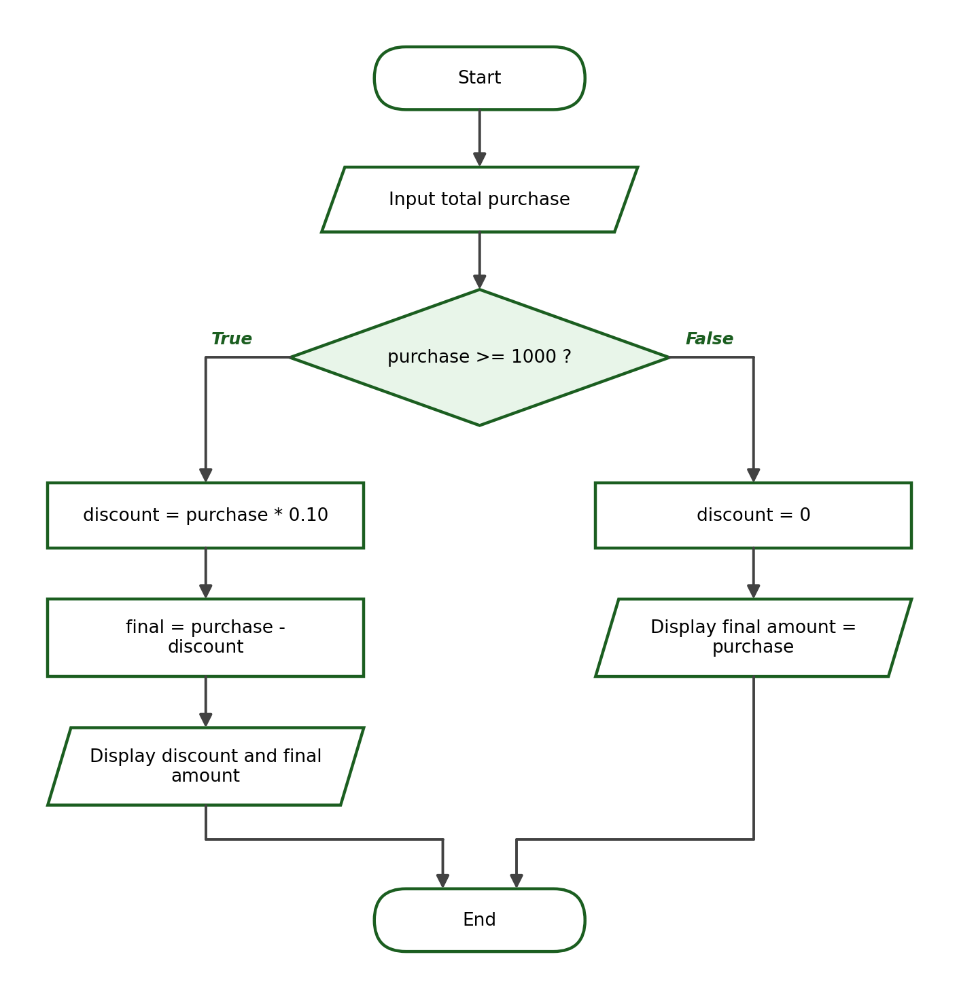 Start
Input total purchase
purchase >= 1000 ?
True
False
discount = purchase * 0.10
discount = 0
final = purchase -
discount
Display final amount =
purchase
Display discount and final
amount
End